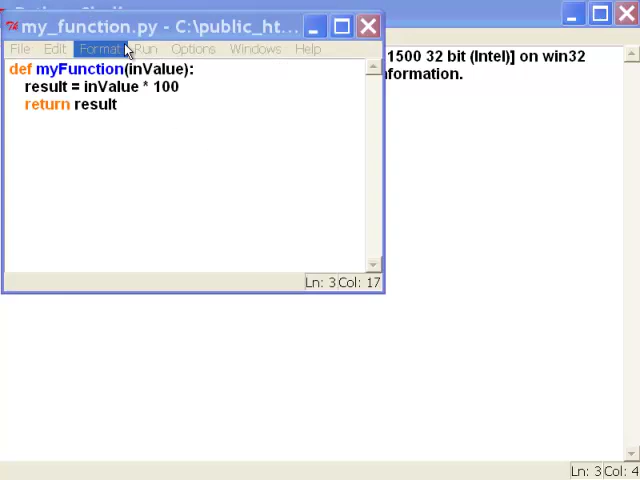 my_function.py - C:\public_ht...
File Edit Format Run Options Windows Help
1500 32 bit (Intel)] on win32
formation.
def myFunction(inValue):
result = inValue * 100
return result
Ln: 3 Col: 17
Ln: 3 Col: 4